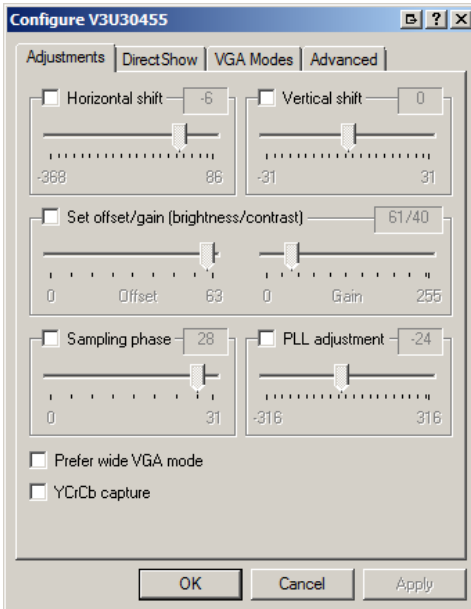 Configure V3U30455
Adjustments DirectShow VGA Modes Advanced
Horizontal shift -6 Vertical shift 0
-368 86 -31 31
Set offset/gain (brightness/contrast) 61/40
0 Offset 63 0 Gain 255
Sampling phase 28 PLL adjustment -24
0 31 -316 316
Prefer wide VGA mode
YCrCb capture
OK Cancel Apply